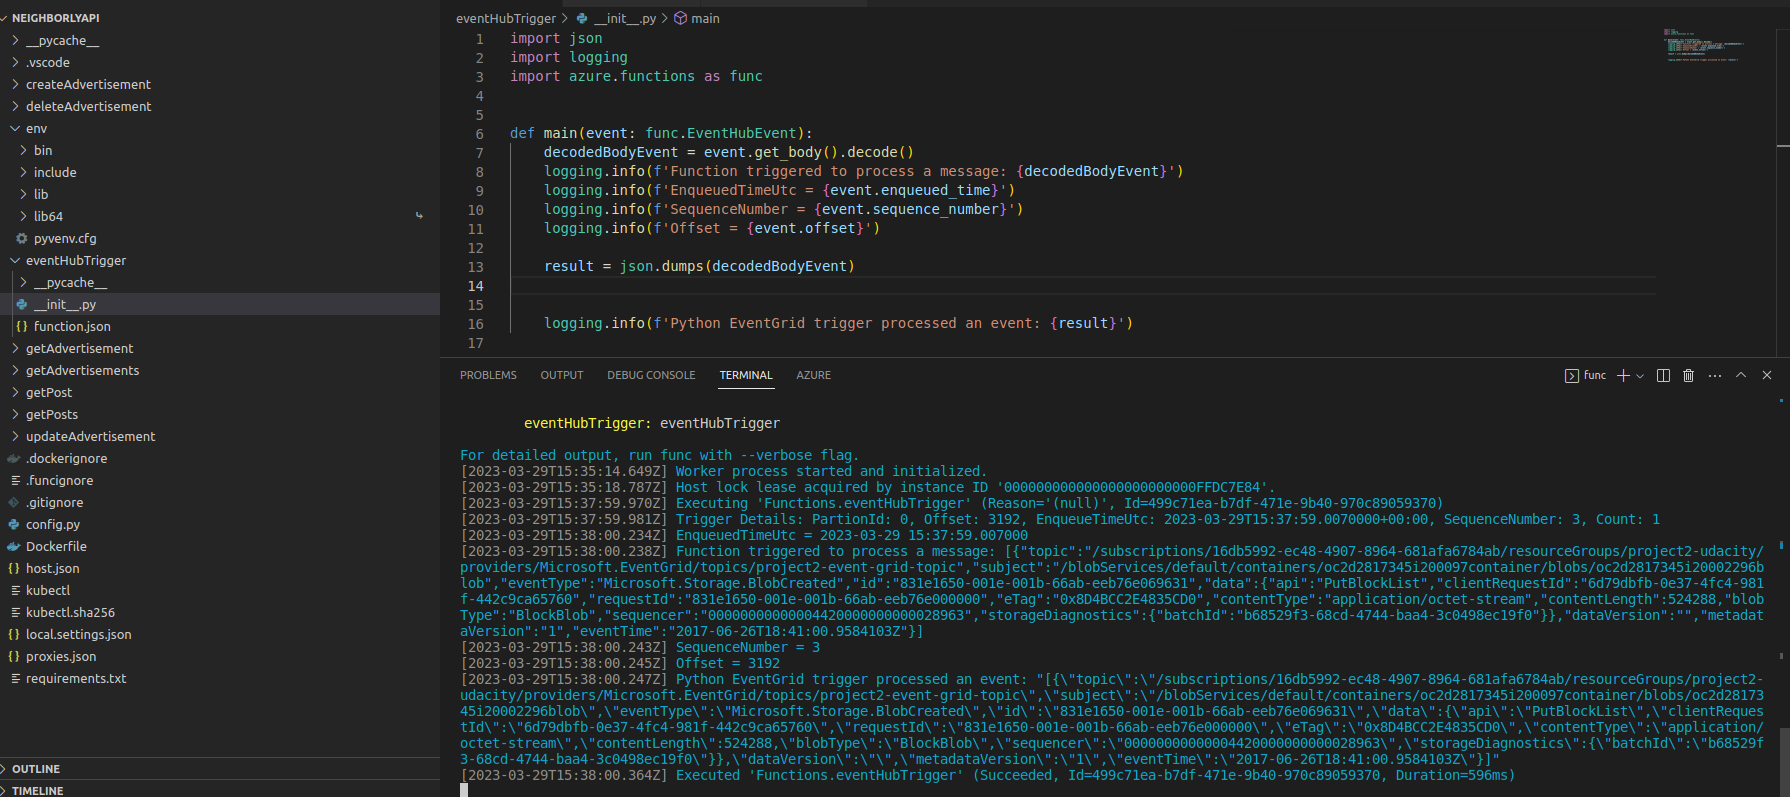 NEIGHBORLYAPI
__pycache__
.vscode
createAdvertisement
deleteAdvertisement
env
bin
include
lib
lib64
pyvenv.cfg
eventHubTrigger
__pycache__
__init__.py
function.json
getAdvertisement
getAdvertisements
getPost
getPosts
updateAdvertisement
.dockerignore
.funcignore
.gitignore
config.py
Dockerfile
host.json
kubectl
kubectl.sha256
local.settings.json
proxies.json
requirements.txt
OUTLINE
TIMELINE
eventHubTrigger > __init__.py > main
1 import json
2 import logging
3 import azure.functions as func
4
5
6 def main(event: func.EventHubEvent):
7 decodedBodyEvent = event.get_body().decode()
8 logging.info(f'Function triggered to process a message: {decodedBodyEvent}')
9 logging.info(f'EnqueuedTimeUtc = {event.enqueued_time}')
10 logging.info(f'SequenceNumber = {event.sequence_number}')
11 logging.info(f'Offset = {event.offset}')
12
13 result = json.dumps(decodedBodyEvent)
14
15
16 logging.info(f'Python EventGrid trigger processed an event: {result}')
17
PROBLEMS OUTPUT DEBUG CONSOLE TERMINAL AZURE func
eventHubTrigger: eventHubTrigger
For detailed output, run func with --verbose flag.
[2023-03-29T15:35:14.649Z] Worker process started and initialized.
[2023-03-29T15:35:18.787Z] Host lock lease acquired by instance ID '000000000000000000000000FFDC7E84'.
[2023-03-29T15:37:59.970Z] Executing 'Functions.eventHubTrigger' (Reason='(null)', Id=499c71ea-b7df-471e-9b40-970c89059370)
[2023-03-29T15:37:59.981Z] Trigger Details: PartionId: 0, Offset: 3192, EnqueueTimeUtc: 2023-03-29T15:37:59.0070000+00:00, SequenceNumber: 3, Count: 1
[2023-03-29T15:38:00.234Z] EnqueuedTimeUtc = 2023-03-29 15:37:59.007000
[2023-03-29T15:38:00.238Z] Function triggered to process a message: [{"topic":"/subscriptions/16db5992-ec48-4907-8964-681afa6784ab/resourceGroups/project2-udacity/
providers/Microsoft.EventGrid/topics/project2-event-grid-topic","subject":"/blobServices/default/containers/oc2d2817345i200097container/blobs/oc2d2817345i20002296b
lob","eventType":"Microsoft.Storage.BlobCreated","id":"831e1650-001e-001b-66ab-eeb76e069631","data":{"api":"PutBlockList","clientRequestId":"6d79dbfb-0e37-4fc4-981
f-442c9ca65760","requestId":"831e1650-001e-001b-66ab-eeb76e000000","eTag":"0x8D4BCC2E4835CD0","contentType":"application/octet-stream","contentLength":524288,"blob
Type":"BlockBlob","sequencer":"00000000000004420000000000028963","storageDiagnostics":{"batchId":"b68529f3-68cd-4744-baa4-3c0498ec19f0"}},"dataVersion":"","metadat
aVersion":"1","eventTime":"2017-06-26T18:41:00.9584103Z"}]
[2023-03-29T15:38:00.243Z] SequenceNumber = 3
[2023-03-29T15:38:00.245Z] Offset = 3192
[2023-03-29T15:38:00.247Z] Python EventGrid trigger processed an event: "[{\"topic\":\"/subscriptions/16db5992-ec48-4907-8964-681afa6784ab/resourceGroups/project2-
udacity/providers/Microsoft.EventGrid/topics/project2-event-grid-topic\",\"subject\":\"/blobServices/default/containers/oc2d2817345i200097container/blobs/oc2d28173
45i20002296blob\",\"eventType\":\"Microsoft.Storage.BlobCreated\",\"id\":\"831e1650-001e-001b-66ab-eeb76e069631\",\"data\":{\"api\":\"PutBlockList\",\"clientReques
tId\":\"6d79dbfb-0e37-4fc4-981f-442c9ca65760\",\"requestId\":\"831e1650-001e-001b-66ab-eeb76e000000\",\"eTag\":\"0x8D4BCC2E4835CD0\",\"contentType\":\"application/
octet-stream\",\"contentLength\":524288,\"blobType\":\"BlockBlob\",\"sequencer\":\"00000000000004420000000000028963\",\"storageDiagnostics\":{\"batchId\":\"b68529f
3-68cd-4744-baa4-3c0498ec19f0\"}},\"dataVersion\":\"\",\"metadataVersion\":\"1\",\"eventTime\":\"2017-06-26T18:41:00.9584103Z\"}]"
[2023-03-29T15:38:00.364Z] Executed 'Functions.eventHubTrigger' (Succeeded, Id=499c71ea-b7df-471e-9b40-970c89059370, Duration=596ms)